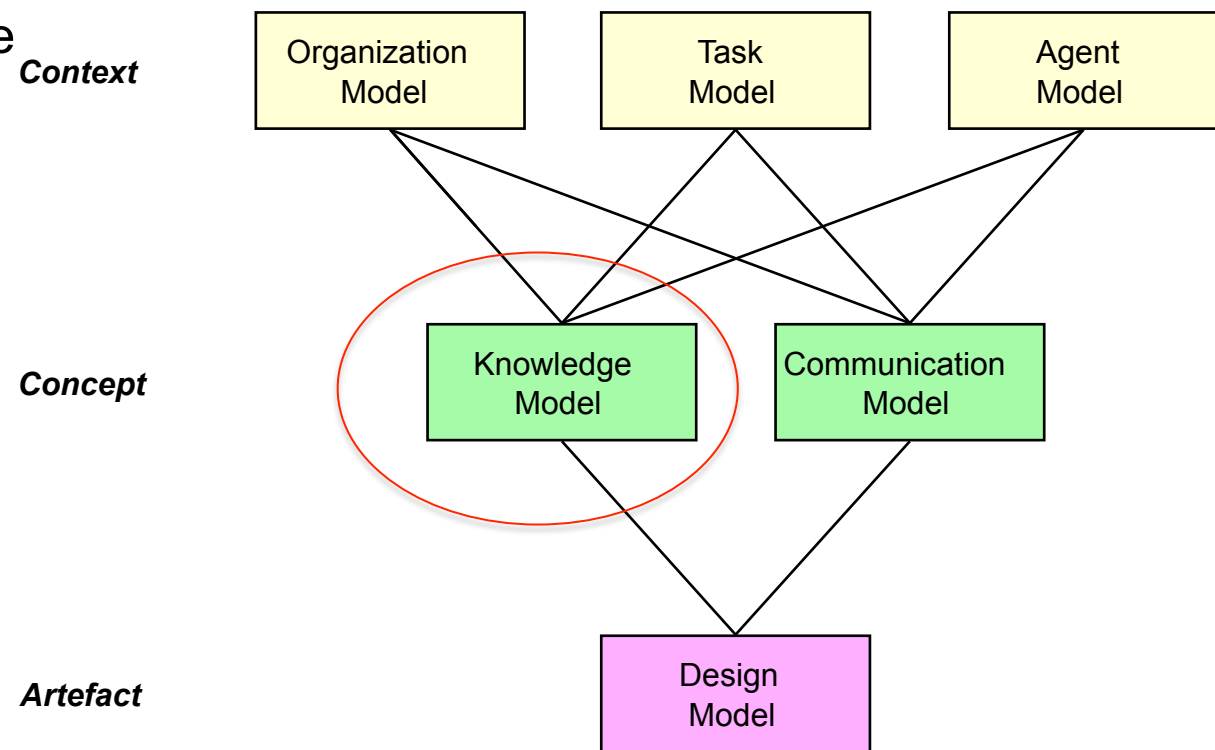 e
Context
Organization
Model
Task
Model
Agent
Model
Concept
Knowledge
Model
Communication
Model
Artefact
Design
Model